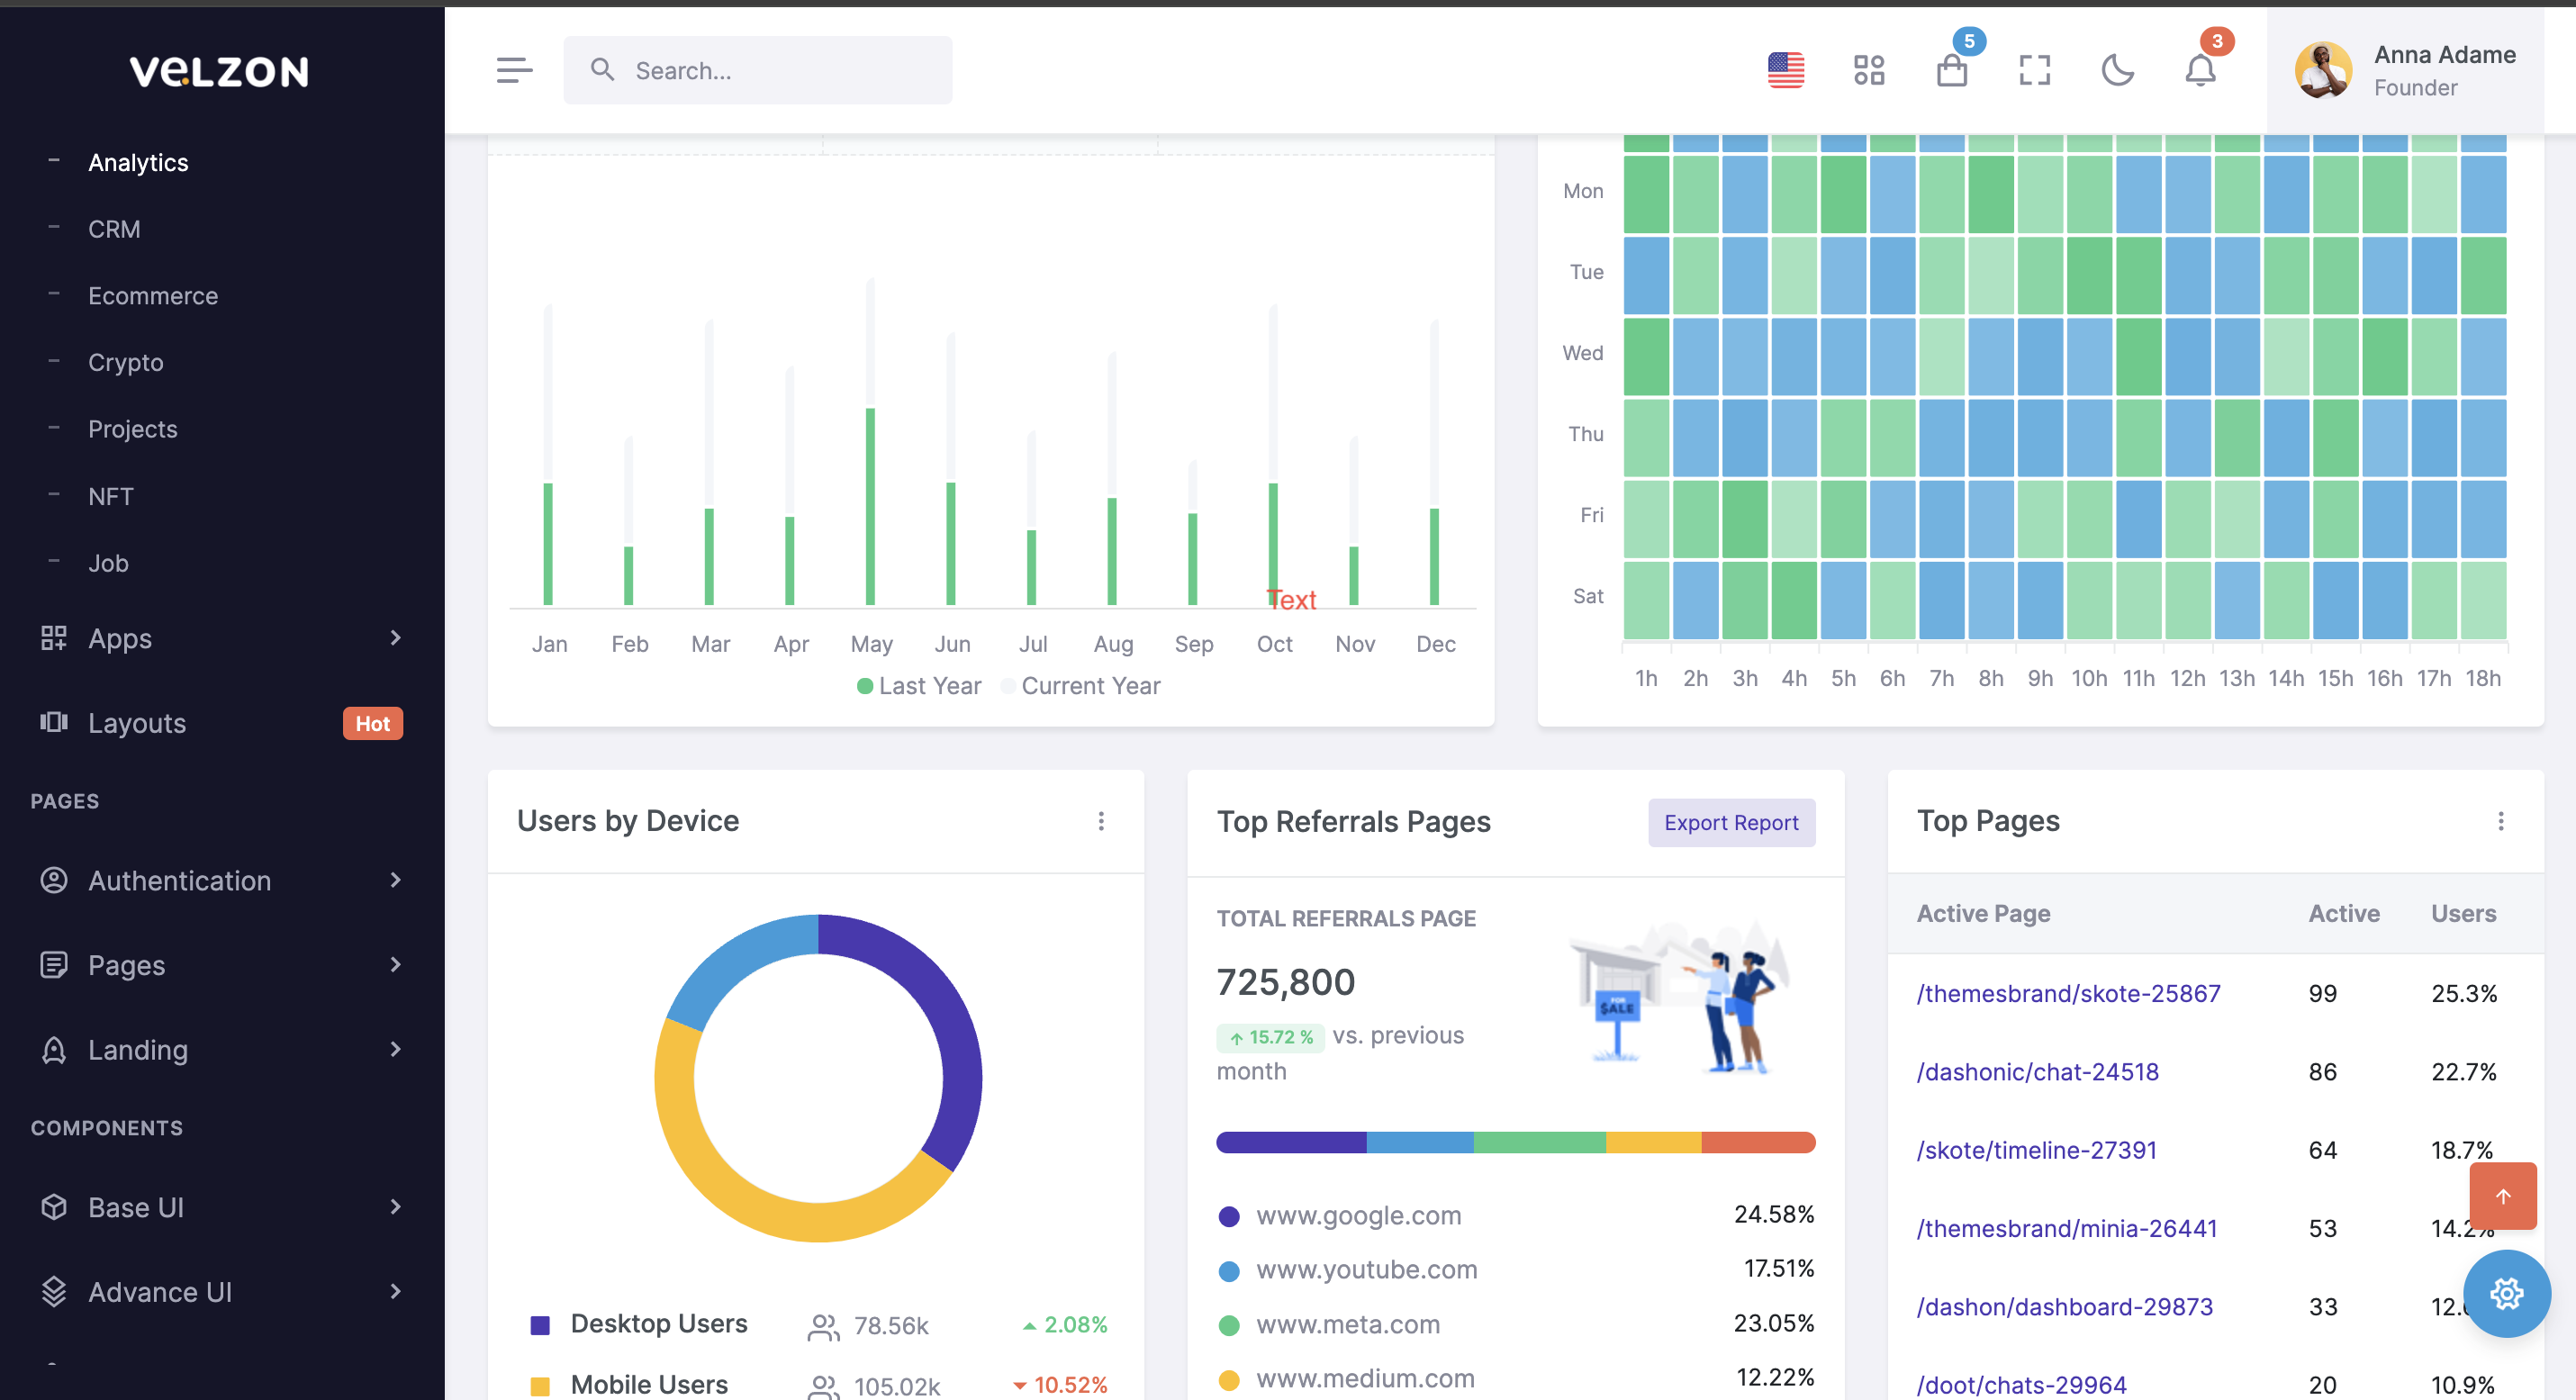 VELZON
Search...
5
3
Anna Adame
Founder
Analytics
CRM
Ecommerce
Crypto
Projects
NFT
Job
Apps
Layouts
Hot
PAGES
Authentication
Pages
Landing
COMPONENTS
Base UI
Advance UI
Text
Jan Feb Mar Apr May Jun Jul Aug Sep Oct Nov Dec
Last Year Current Year
Mon
Tue
Wed
Thu
Fri
Sat
1h 2h 3h 4h 5h 6h 7h 8h 9h 10h 11h 12h 13h 14h 15h 16h 17h 18h
Users by Device
Desktop Users 78.56k 2.08%
Mobile Users 105.02k 10.52%
Top Referrals Pages
Export Report
TOTAL REFERRALS PAGE
725,800
15.72 % vs. previous
month
FOR
$ALE
www.google.com 24.58%
www.youtube.com 17.51%
www.meta.com 23.05%
www.medium.com 12.22%
Top Pages
Active Page Active Users
/themesbrand/skote-25867 99 25.3%
/dashonic/chat-24518 86 22.7%
/skote/timeline-27391 64 18.7%
/themesbrand/minia-26441 53 14.2%
/dashon/dashboard-29873 33
/doot/chats-29964 20 10.9%